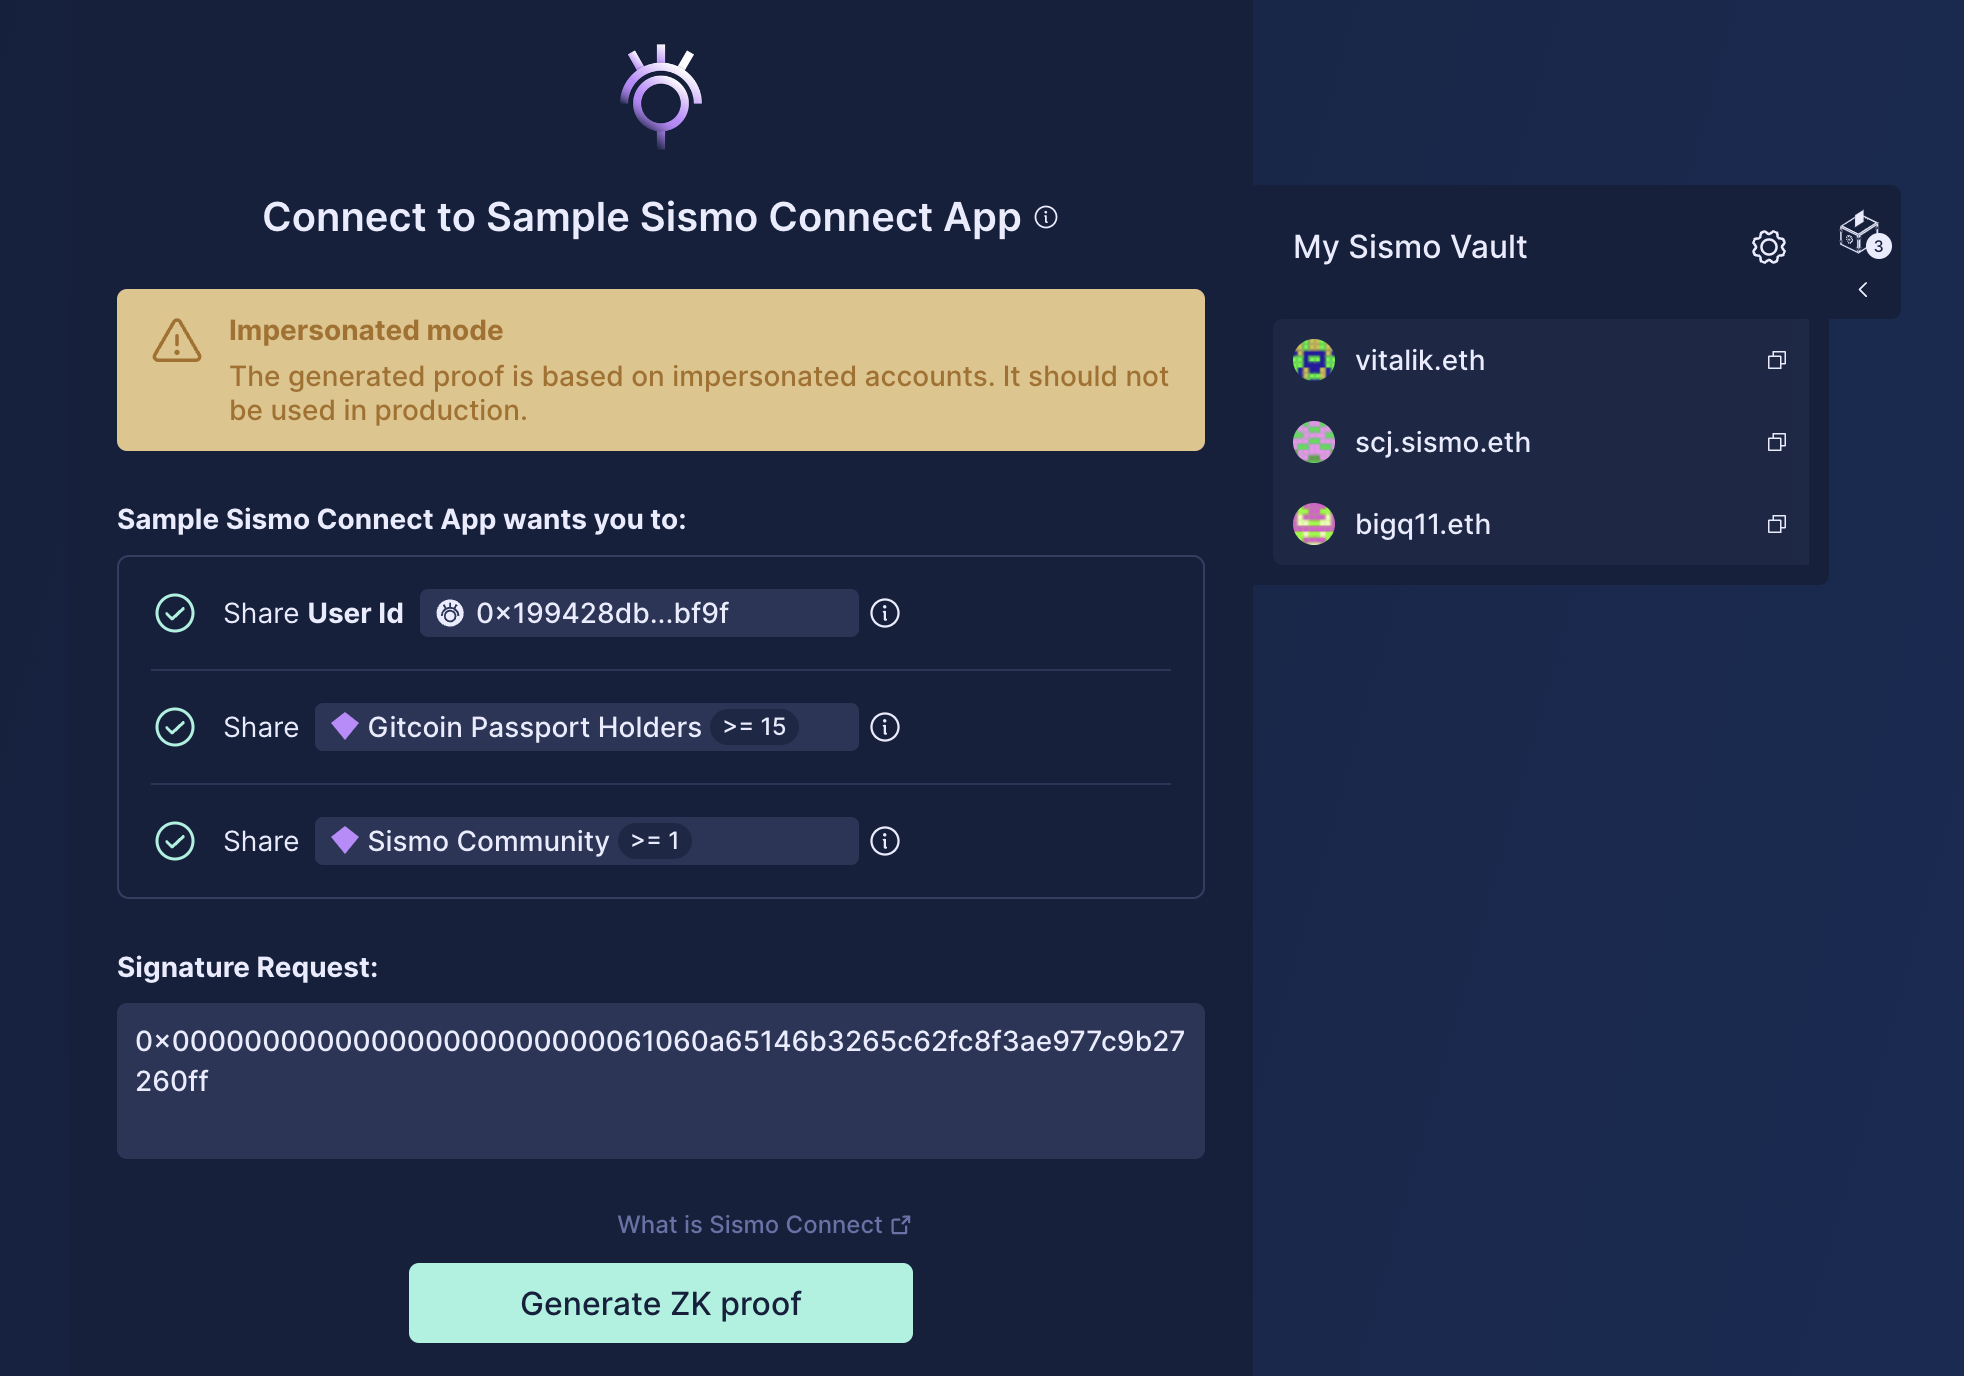 Connect to Sample Sismo Connect App
Impersonated mode
The generated proof is based on impersonated accounts. It should not
be used in production.
Sample Sismo Connect App wants you to:
Share User Id 0x199428db...bf9f
Share Gitcoin Passport Holders >= 15
Share Sismo Community >= 1
Signature Request:
0x00000000000000000000000061060a65146b3265c62fc8f3ae977c9b27
260ff
What is Sismo Connect
Generate ZK proof
My Sismo Vault
3
vitalik.eth
scj.sismo.eth
bigq11.eth